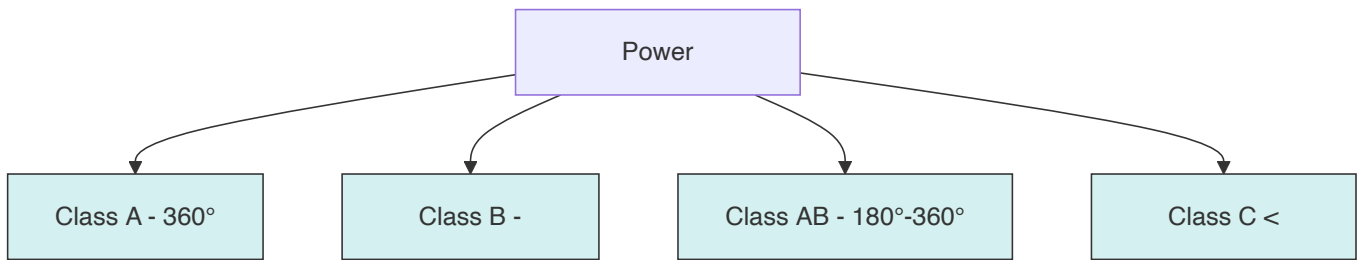 Power
Class A - 360°
Class B -
Class AB - 180°-360°
Class C <